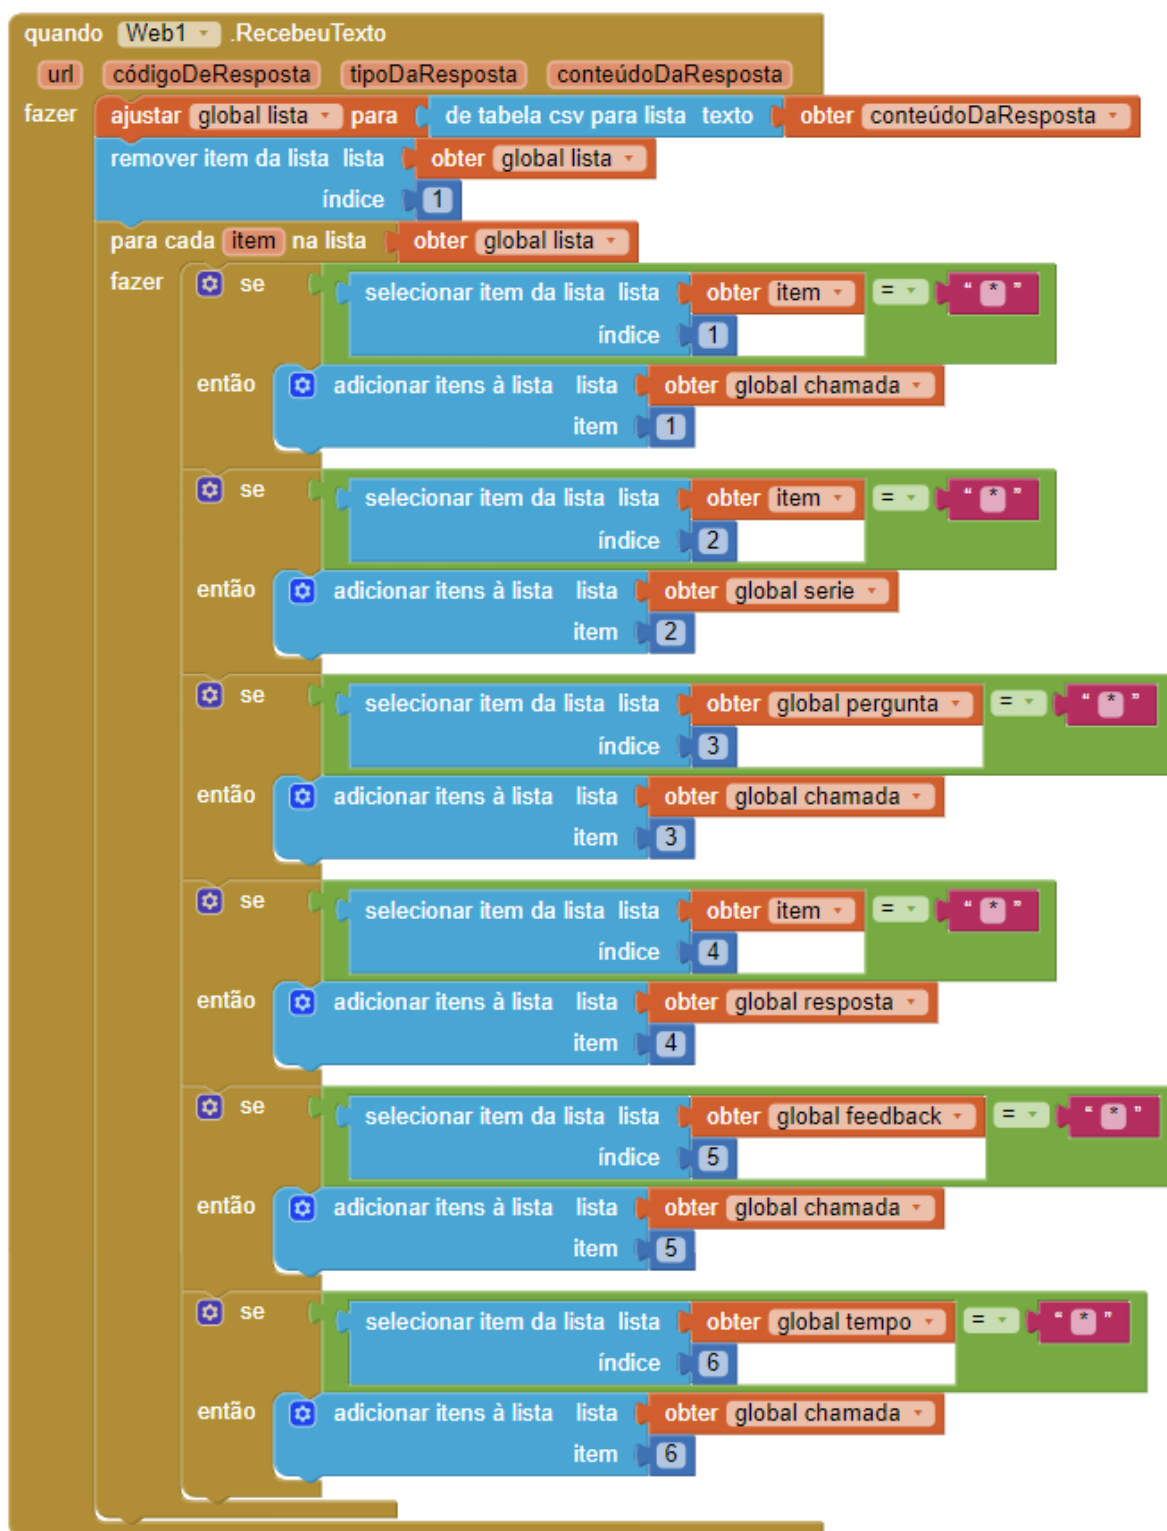 quando Web1 .RecebeuTexto
url códigoDeResposta tipoDaResposta conteúdoDaResposta
fazer ajustar global lista para de tabela csv para lista texto obter conteúdoDaResposta
remover item da lista lista obter global lista
índice 1
para cada item na lista obter global lista
fazer se selecionar item da lista lista obter item = " * "
índice 1
então adicionar itens à lista lista obter global chamada
item 1
se selecionar item da lista lista obter item = " * "
índice 2
então adicionar itens à lista lista obter global serie
item 2
se selecionar item da lista lista obter global pergunta = " * "
índice 3
então adicionar itens à lista lista obter global chamada
item 3
se selecionar item da lista lista obter item = " * "
índice 4
então adicionar itens à lista lista obter global resposta
item 4
se selecionar item da lista lista obter global feedback = " * "
índice 5
então adicionar itens à lista lista obter global chamada
item 5
se selecionar item da lista lista obter global tempo = " * "
índice 6
então adicionar itens à lista lista obter global chamada
item 6